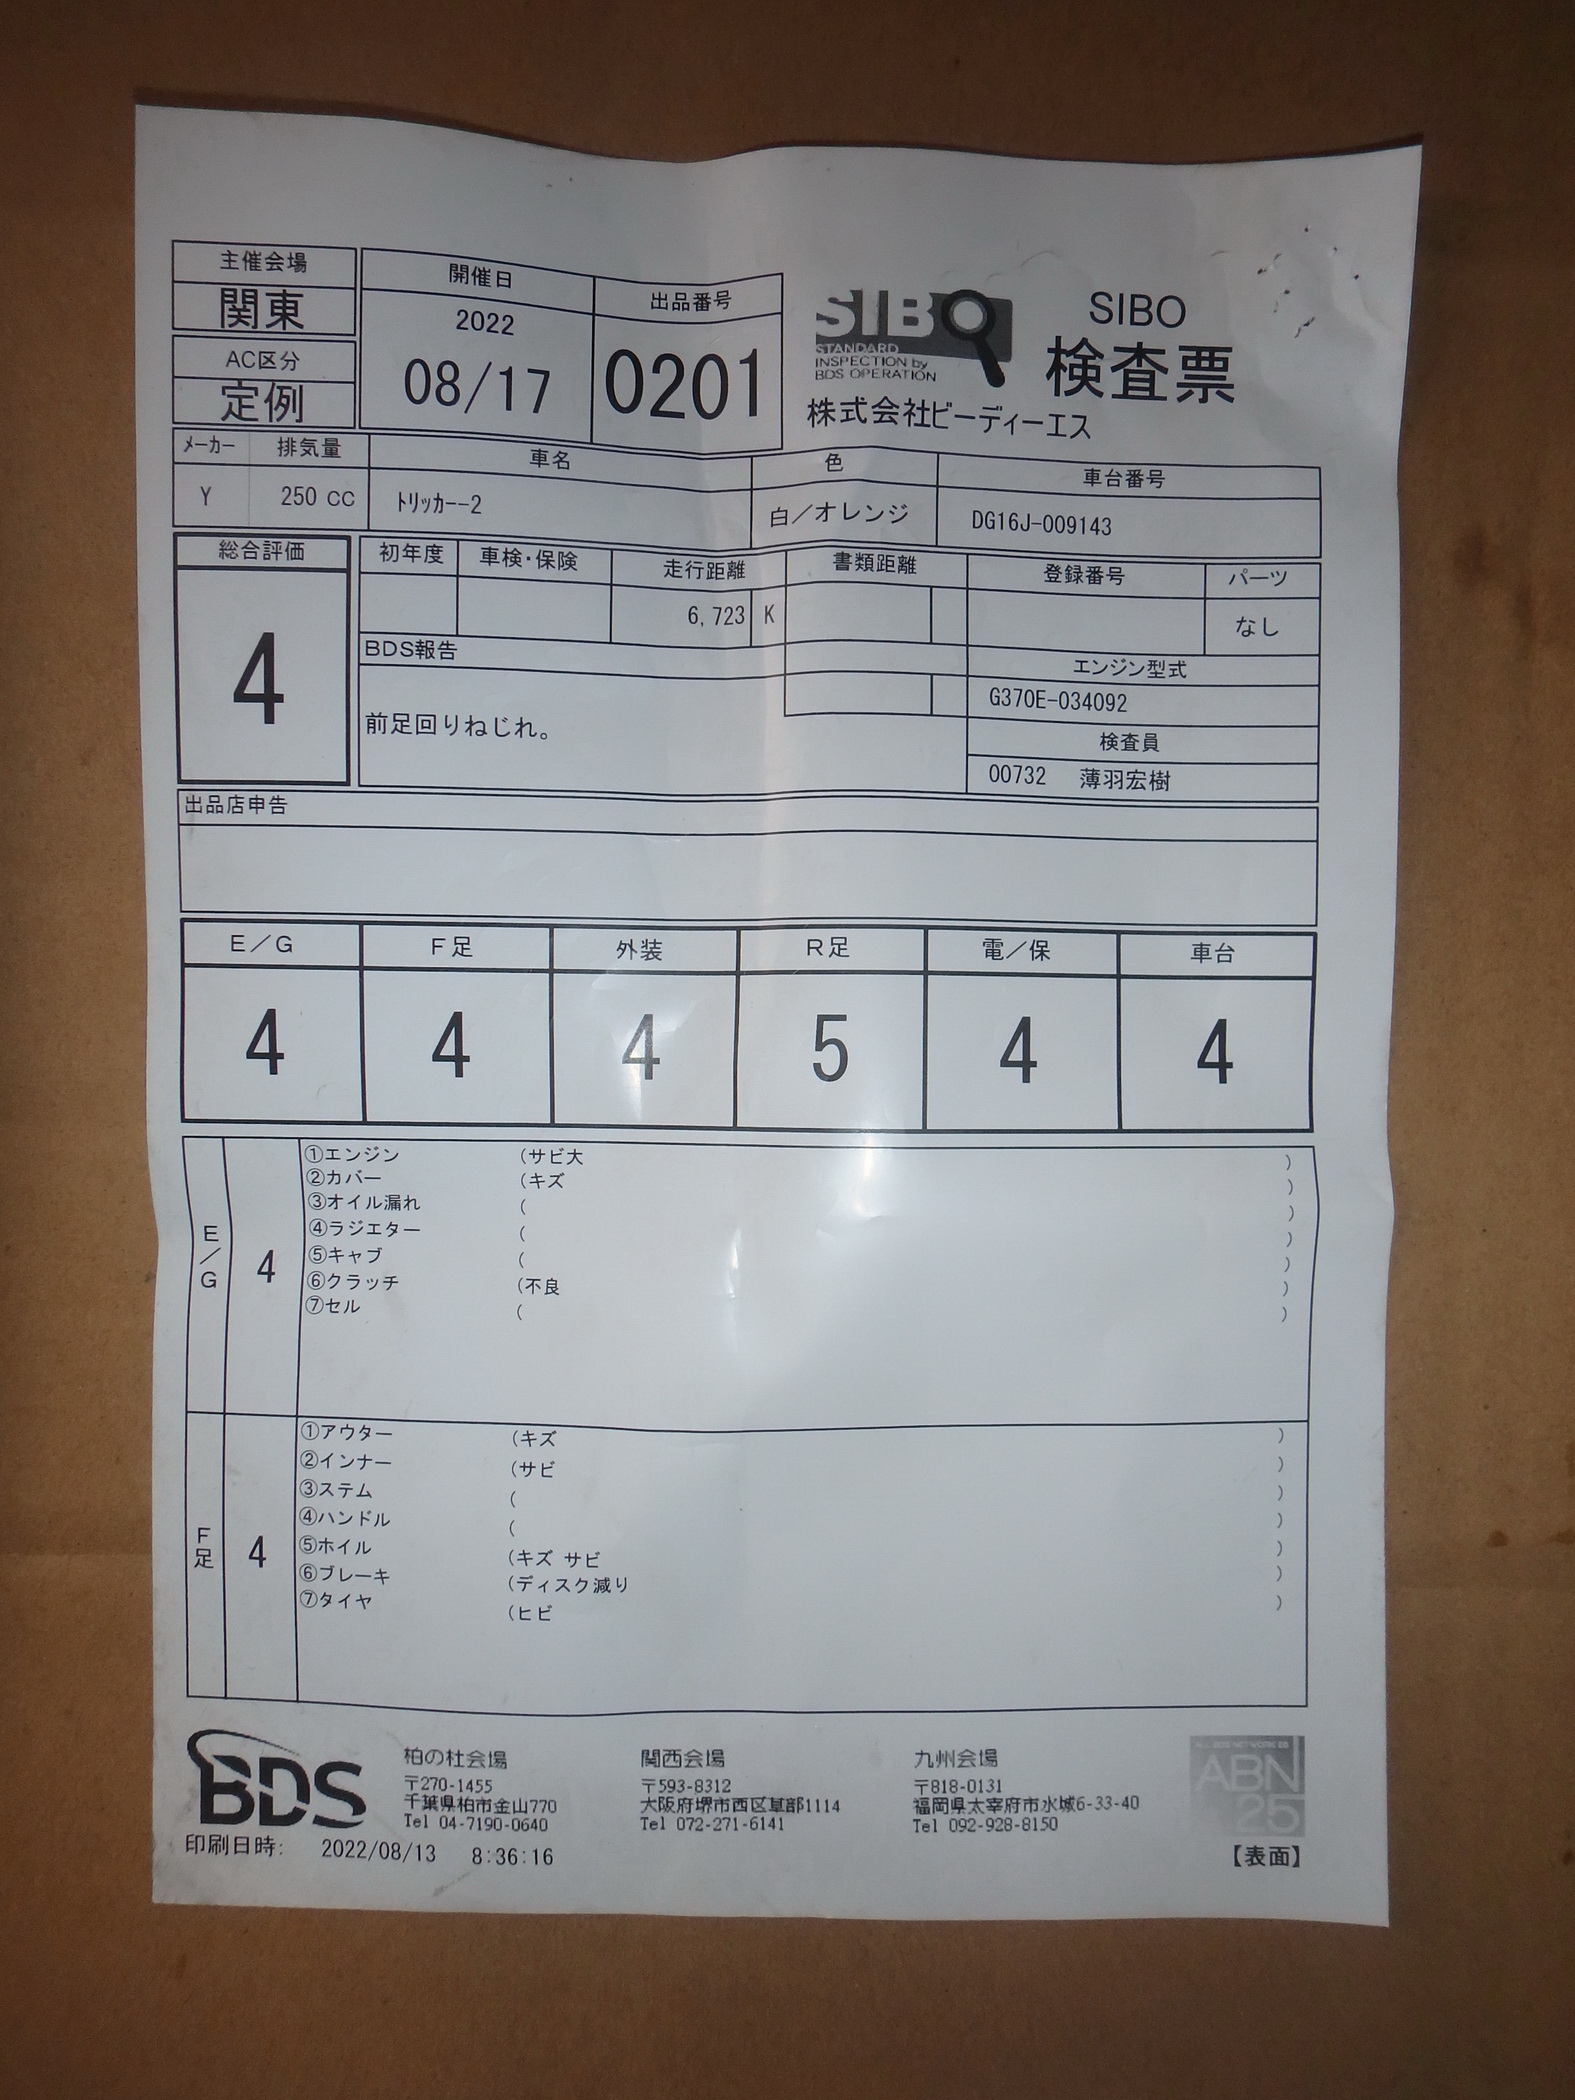 主催会場
関東
AC区分
定例
開催日
2022
08/17
出品番号
0201
SIBO
STANDARD
INSPECTION by
BDS OPERATION
SIBO
検査票
株式会社ビーディーエス
ﾒｰｶｰ 排気量 車名 色 車台番号
Y 250 CC ﾄﾘｯｶｰ-2 白/オレンジ DG16J-009143
総合評価
4
初年度 車検・保険 走行距離 書類距離 登録番号 パーツ
6,723 K なし
BDS報告
前足回りねじれ。
エンジン型式
G370E-034092
検査員
00732 薄羽宏樹
出品店申告
E/G F足 外装 R足 電/保 車台
4 4 4 5 4 4
E/G 4
①エンジン (サビ大 )
②カバー (キズ )
③オイル漏れ ( )
④ラジエター ( )
⑤キャブ ( )
⑥クラッチ (不良 )
⑦セル ( )
F足 4
①アウター (キズ )
②インナー (サビ )
③ステム ( )
④ハンドル ( )
⑤ホイル (キズ サビ )
⑥ブレーキ (ディスク減り )
⑦タイヤ (ヒビ )
BDS
柏の杜会場
〒270-1455
千葉県柏市金山770
Tel 04-7190-0640
関西会場
〒593-8312
大阪府堺市西区草部1114
Tel 072-271-6141
九州会場
〒818-0131
福岡県太宰府市水城6-33-40
Tel 092-928-8150
ALL BDS NETWORK 25
ABN
25
印刷日時: 2022/08/13 8:36:16
【表面】